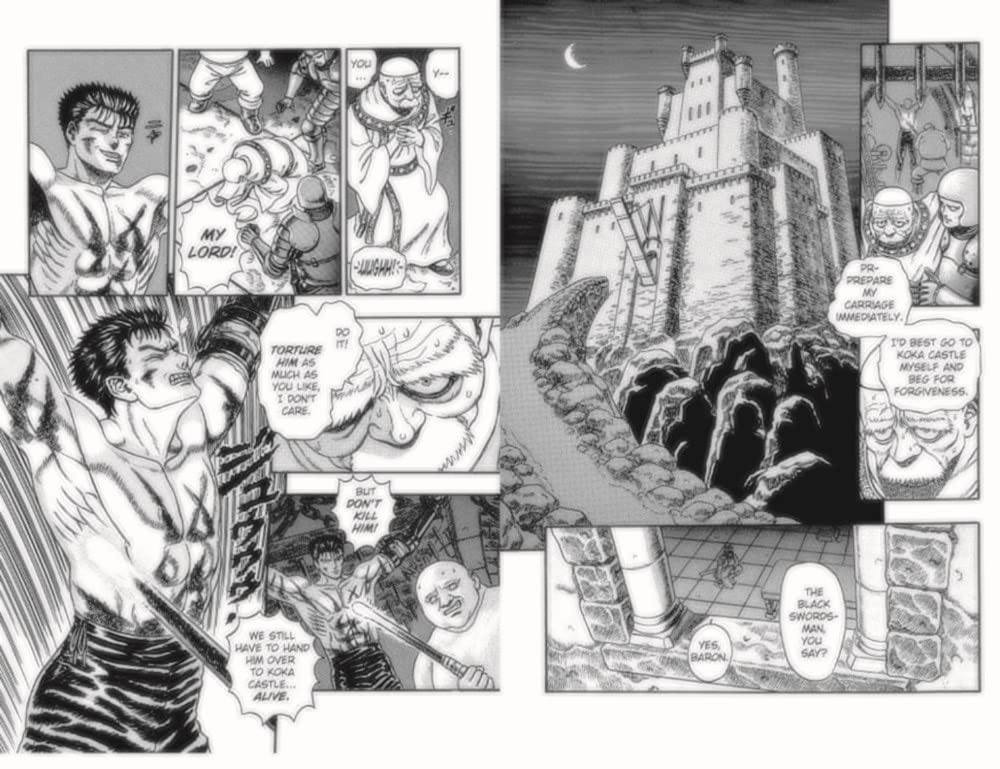 Y--
YOU
...
-UUGHH!-
MY
LORD!
DO
IT!
TORTURE
HIM AS
MUCH AS
YOU LIKE,
I DON'T
CARE.
BUT
DON'T
KILL
HIM!
WE STILL
HAVE TO HAND
HIM OVER
TO KOKA
CASTLE...
ALIVE.
PR-
PREPARE
MY
CARRIAGE
IMMEDIATELY.
I'D BEST GO TO
KOKA CASTLE
MYSELF AND
BEG FOR
FORGIVENESS.
THE
BLACK
SWORDS-
MAN, YOU
SAY?
YES,
BARON.